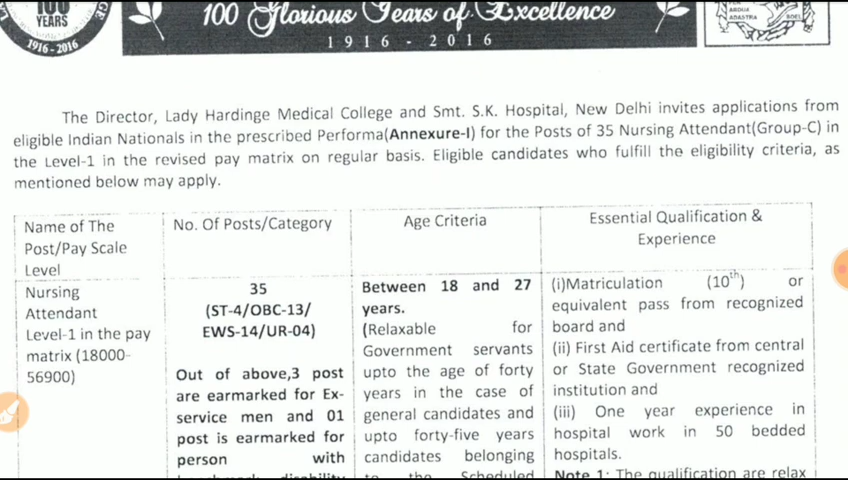 100
YEARS
1916-2016
100 Glorious Years of Excellence
1916 - 2016
ARDUA
ADASTRA
The Director, Lady Hardinge Medical College and Smt. S.K. Hospital, New Delhi invites applications from
eligible Indian Nationals in the prescribed Performa(Annexure-I) for the Posts of 35 Nursing Attendant(Group-C) in
the Level-1 in the revised pay matrix on regular basis. Eligible candidates who fulfill the eligibility criteria, as
mentioned below may apply.
Name of The
Post/Pay Scale
Level
No. Of Posts/Category
Age Criteria
Essential Qualification &
Experience
Nursing
Attendant
Level-1 in the pay
matrix (18000-
56900)
35
(ST-4/OBC-13/
EWS-14/UR-04)
Out of above,3 post
are earmarked for Ex-
service men and 01
post is earmarked for
person with
benchmark disability
Between 18 and 27
years.
(Relaxable for
Government servants
upto the age of forty
years in the case of
general candidates and
upto forty-five years
candidates belonging
to the Scheduled
(i)Matriculation (10th) or
equivalent pass from recognized
board and
(ii) First Aid certificate from central
or State Government recognized
institution and
(iii) One year experience in
hospital work in 50 bedded
hospitals.
Note 1: The qualification are relax